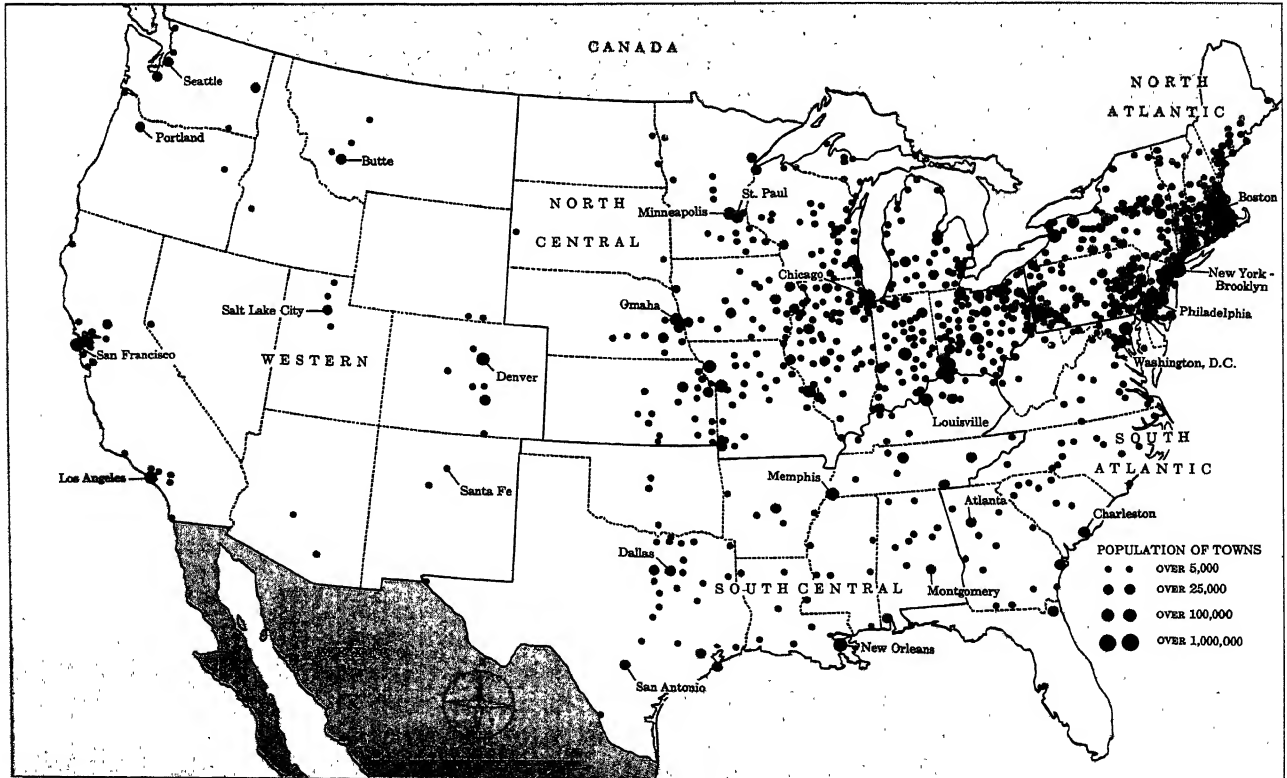 CANADA
NORTH
ATLANTIC
Seattle
Portland
Butte
St. Paul
NORTH
Minneapolis
Boston
CENTRAL
Chicago
New York -
Brooklyn
Salt Lake City
Omaha
Philadelphia
San Francisco
WESTERN
Washington, D.C.
Denver
Louisville
SOUTH
ATLANTIC
Los Angeles
Santa Fe
Memphis
Atlanta
Charleston
POPULATION OF TOWNS
Dallas
OVER 5,000
SOUTH CENTRAL
Montgomery
OVER 25,000
OVER 100,000
OVER 1,000,000
New Orleans
San Antonio